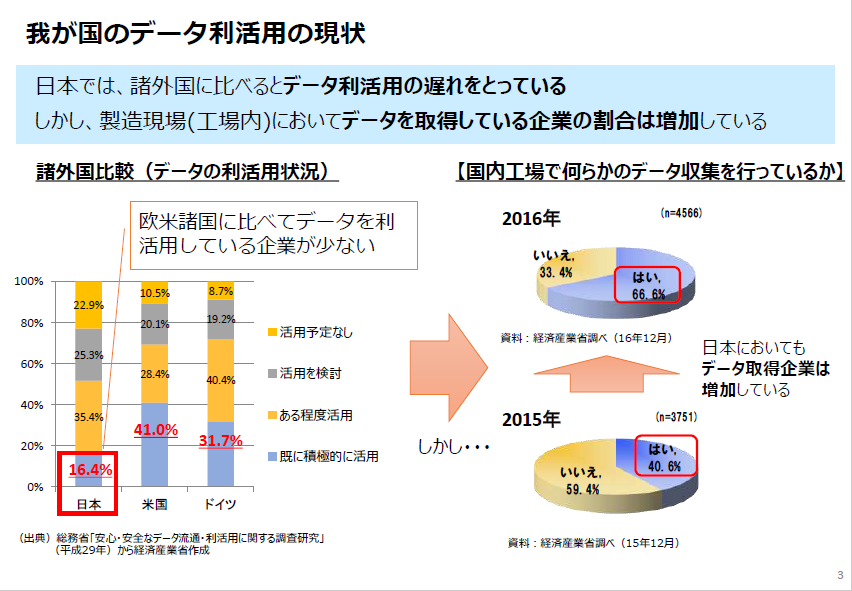 我が国のデータ利活用の現状
日本では、諸外国に比べるとデータ利活用の遅れをとっている
しかし、製造現場(工場内)においてデータを取得している企業の割合は増加している
諸外国比較（データの利活用状況）
欧米諸国に比べてデータを利
活用している企業が少ない
100%
80%
60%
40%
20%
0%
22.9%
25.3%
35.4%
16.4%
日本
10.5%
20.1%
28.4%
41.0%
米国
8.7%
19.2%
40.4%
31.7%
ドイツ
活用予定なし
活用を検討
ある程度活用
既に積極的に活用
（出典）総務省「安心・安全なデータ流通・利活用に関する調査研究」
（平成29年）から経済産業省作成
しかし・・・
【国内工場で何らかのデータ収集を行っているか】
2016年
（n=4566）
いいえ,
33.4%
はい,
66.6%
資料：経済産業省調べ（16年12月）
日本においても
データ取得企業は
増加している
2015年
（n=3751）
はい,
40.6%
いいえ,
59.4%
資料：経済産業省調べ（15年12月）
3